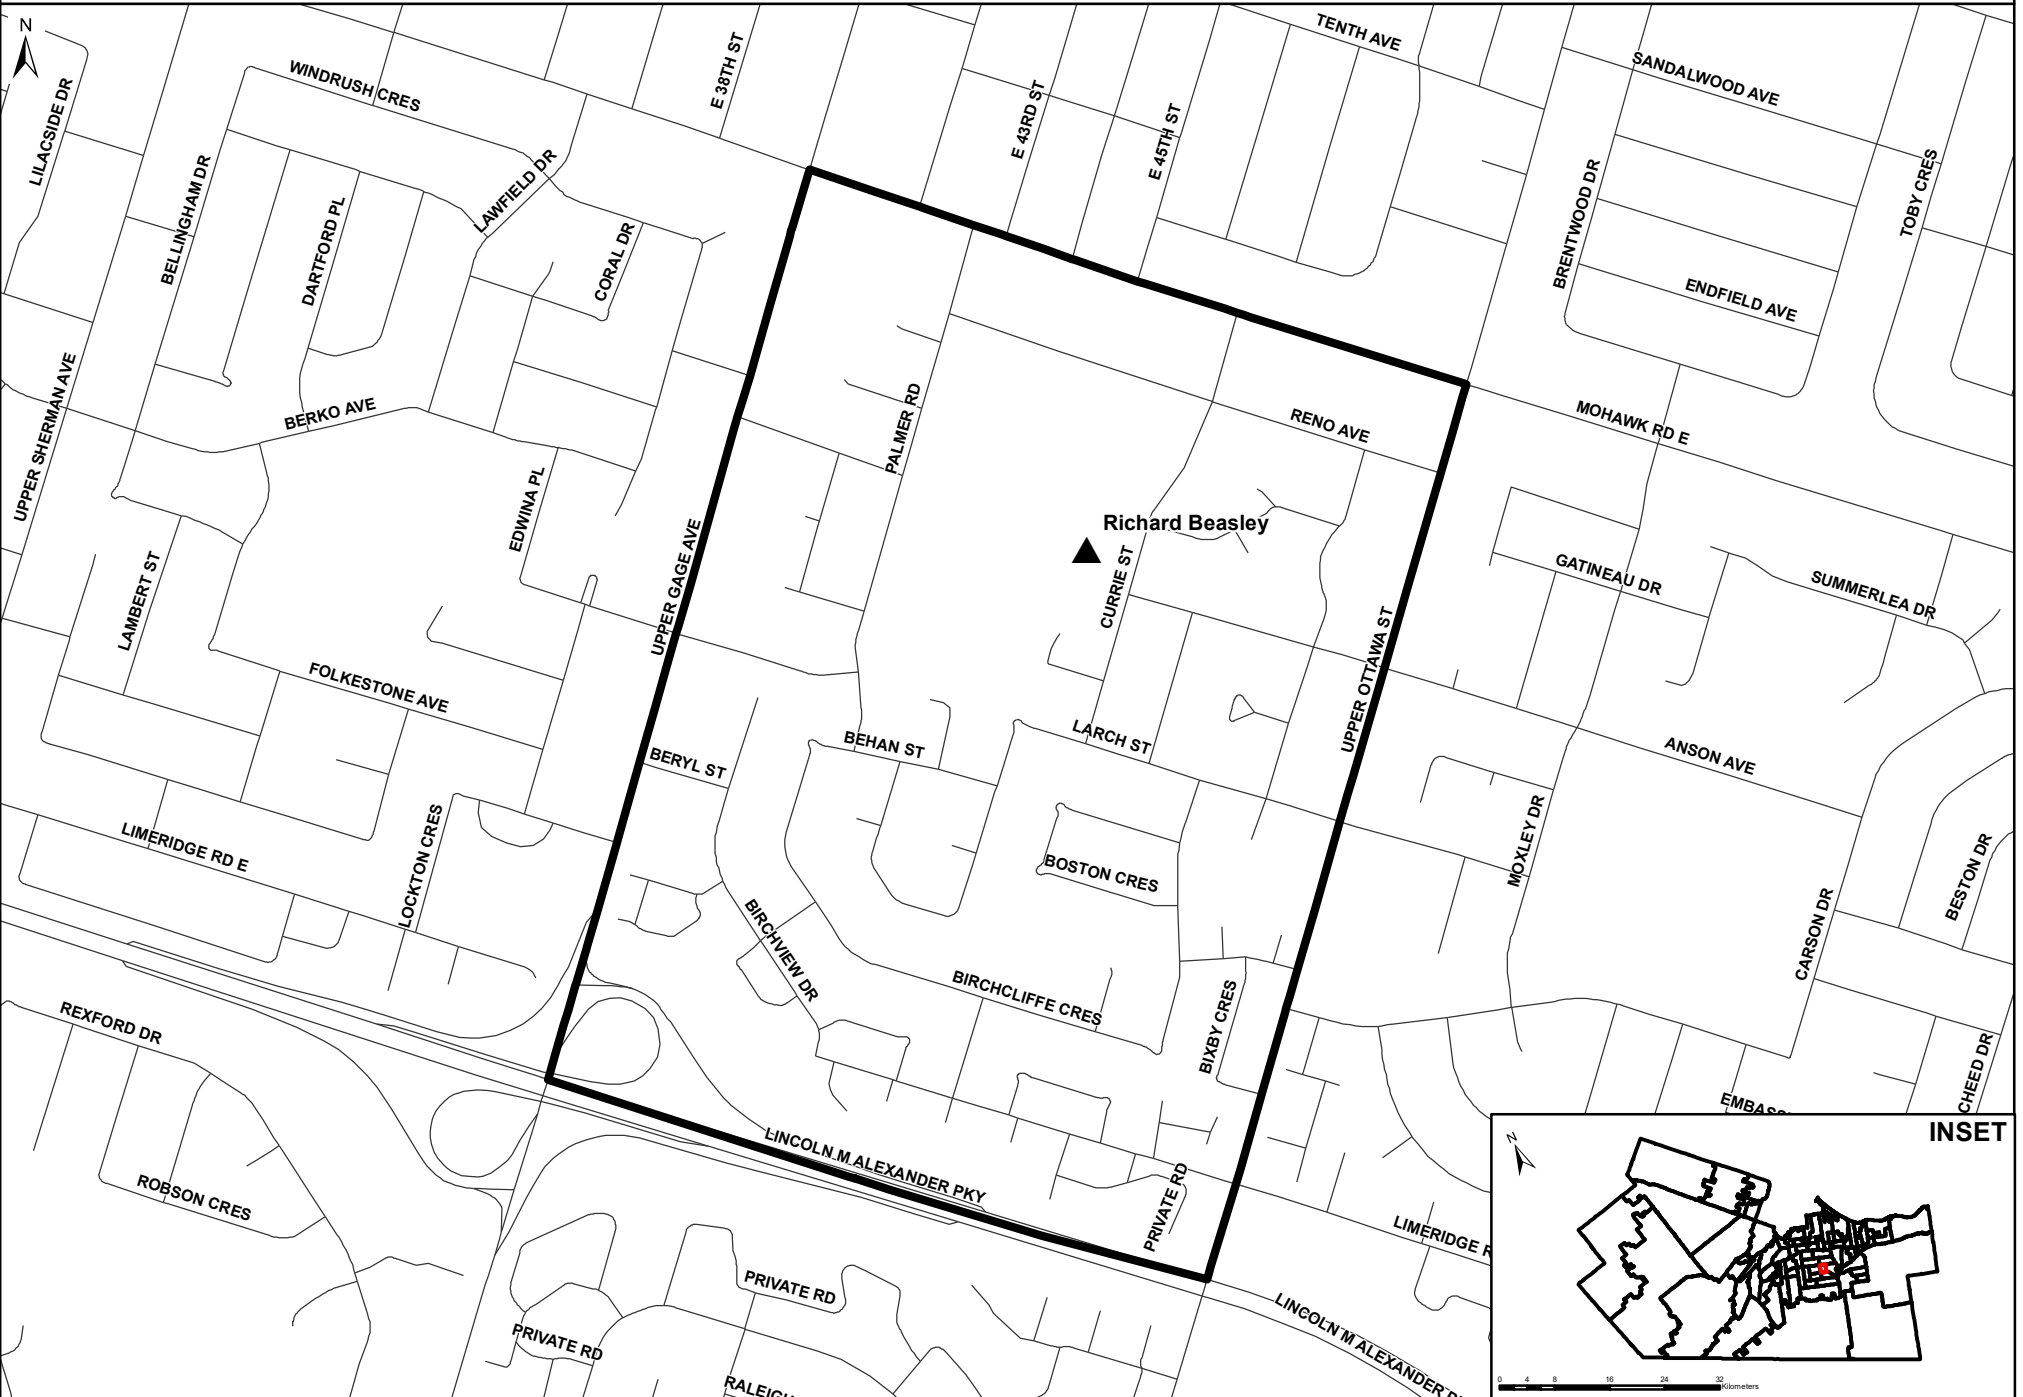 N
TENTH AVE
SANDALWOOD AVE
WINDRUSH CRES
E 38TH ST
E 43RD ST
E 45TH ST
LILACSIDE DR
BELLINGHAM DR
DARTFORD PL
LAWFIELD DR
CORAL DR
BRENTWOOD DR
TOBY CRES
ENDFIELD AVE
UPPER SHERMAN AVE
BERKO AVE
PALMER RD
RENO AVE
MOHAWK RD E
EDWINA PL
UPPER GAGE AVE
Richard Beasley
CURRIE ST
GATINEAU DR
SUMMERLEA DR
LAMBERT ST
UPPER OTTAWA ST
FOLKESTONE AVE
BERYL ST
BEHAN ST
LARCH ST
ANSON AVE
LIMERIDGE RD E
LOCKTON CRES
BOSTON CRES
MOXLEY DR
BESTON DR
CARSON DR
BIRCHVIEW DR
BIRCHCLIFFE CRES
BIXBY CRES
REXFORD DR
CHEED DR
EMBASS
INSET
N
LINCOLN M ALEXANDER PKY
PRIVATE RD
ROBSON CRES
LIMERIDGE R
PRIVATE RD
LINCOLN M ALEXANDER P
PRIVATE RD
RALEIGH
0 4 8 16 24 32
Kilometers